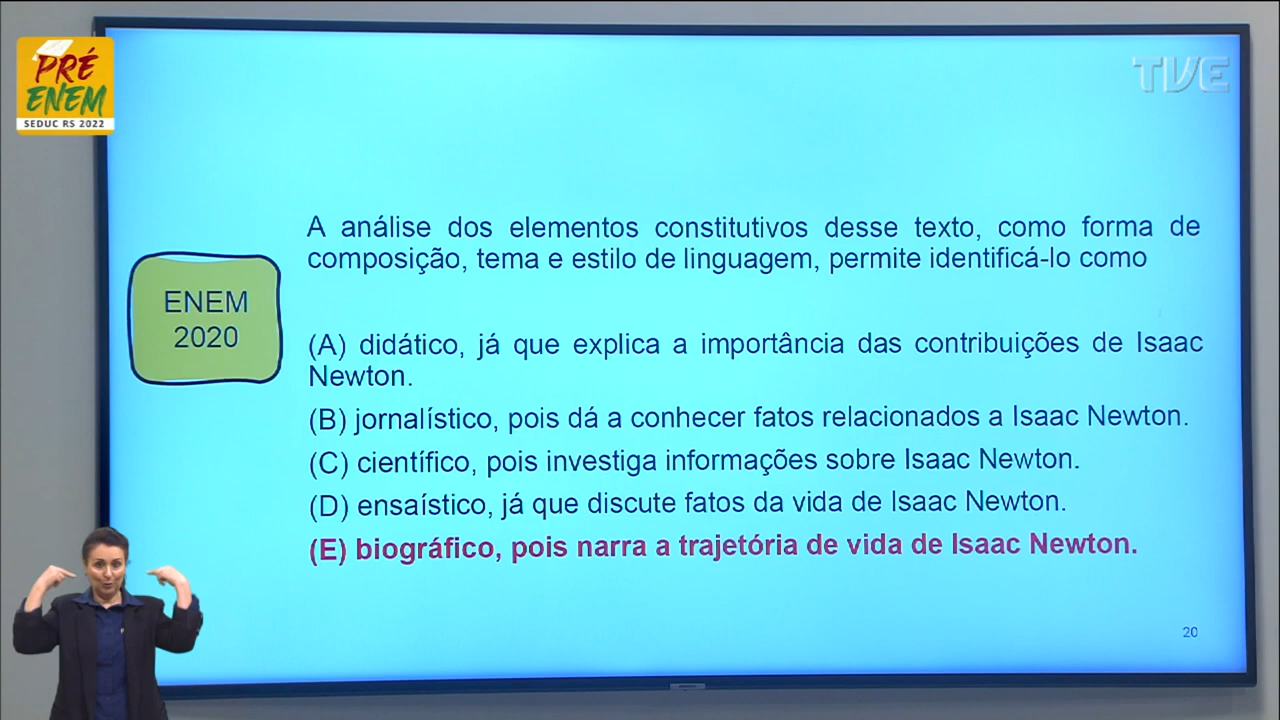 PRÉ
ENEM
SEDUC RS 2022
TVE
A análise dos elementos constitutivos desse texto, como forma de
composição, tema e estilo de linguagem, permite identificá-lo como
ENEM
2020
(A) didático, já que explica a importância das contribuições de Isaac
Newton.
(B) jornalístico, pois dá a conhecer fatos relacionados a Isaac Newton.
(C) científico, pois investiga informações sobre Isaac Newton.
(D) ensaístico, já que discute fatos da vida de Isaac Newton.
(E) biográfico, pois narra a trajetória de vida de Isaac Newton.
20